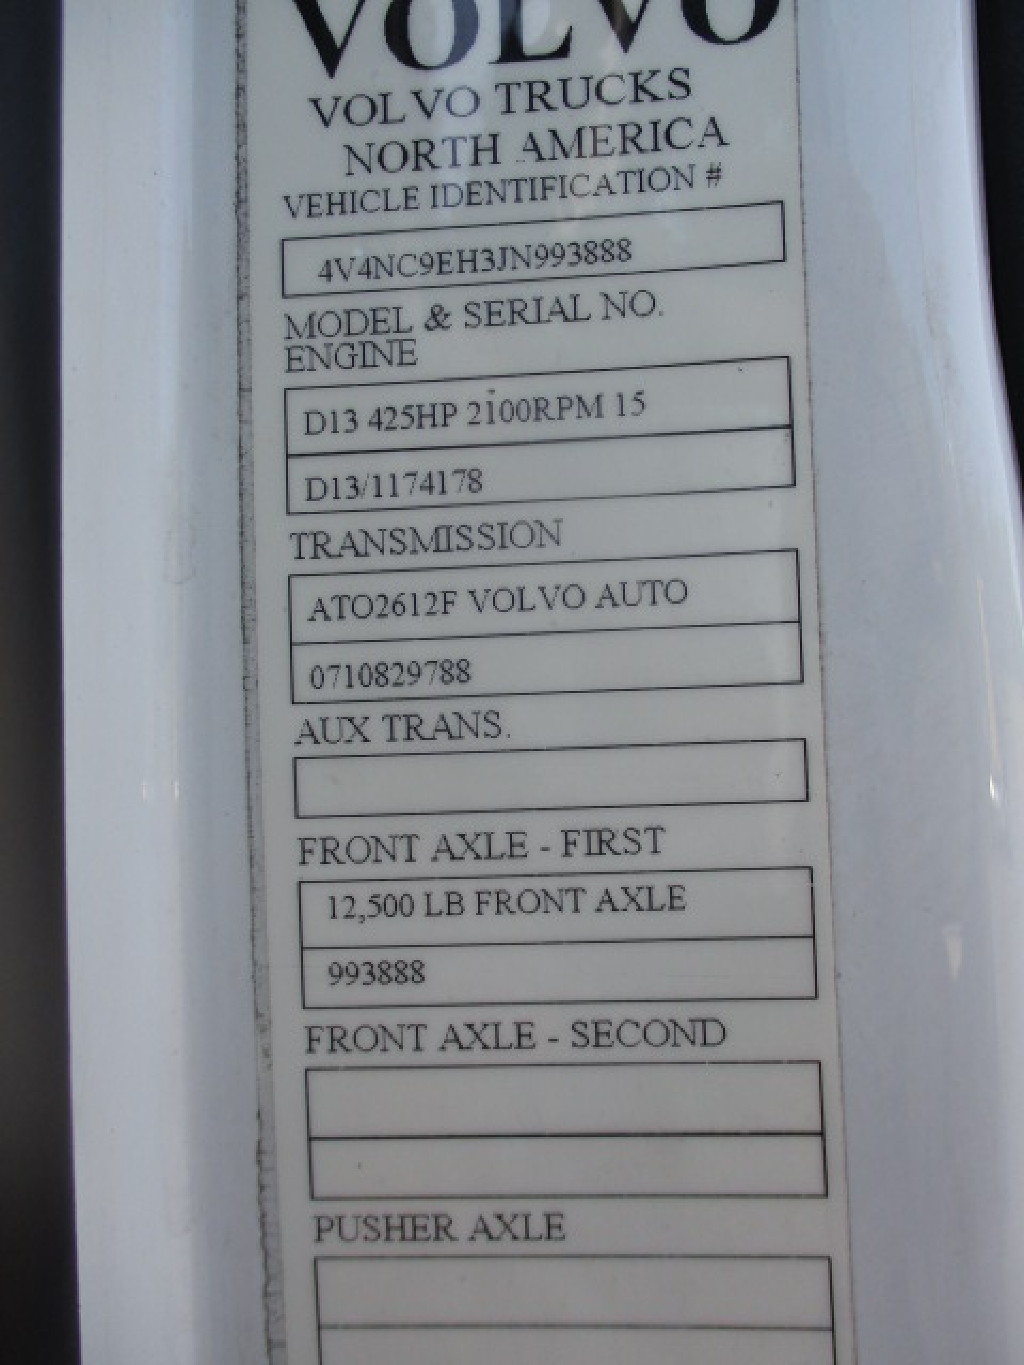 VOLVO
VOLVO TRUCKS
NORTH AMERICA
VEHICLE IDENTIFICATION #
4V4NC9EH3JN993888
MODEL & SERIAL NO.
ENGINE
D13 425HP 2100RPM 15
D13/1174178
TRANSMISSION
ATO2612F VOLVO AUTO
0710829788
AUX TRANS.
FRONT AXLE - FIRST
12,500 LB FRONT AXLE
993888
FRONT AXLE - SECOND
PUSHER AXLE